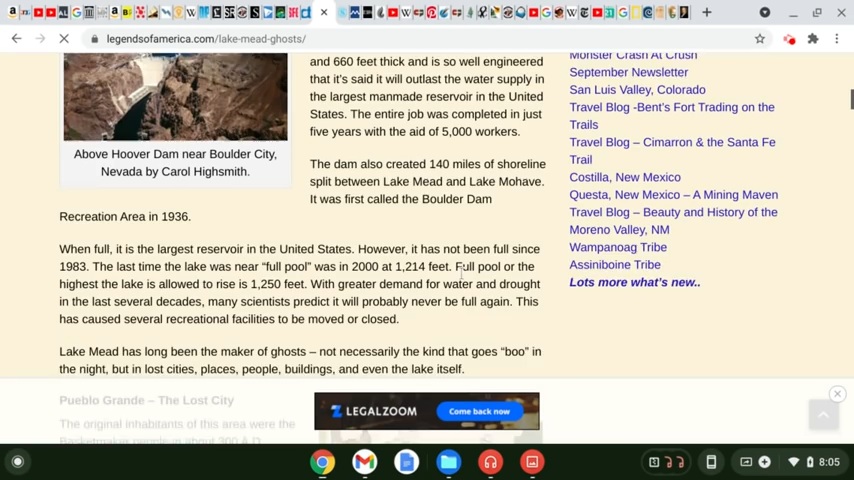 legendsofamerica.com/lake-mead-ghosts/
Above Hoover Dam near Boulder City,
Nevada by Carol Highsmith.
and 660 feet thick and is so well engineered
that it's said it will outlast the water supply in
the largest manmade reservoir in the United
States. The entire job was completed in just
five years with the aid of 5,000 workers.
The dam also created 140 miles of shoreline
split between Lake Mead and Lake Mohave.
It was first called the Boulder Dam
Recreation Area in 1936.
When full, it is the largest reservoir in the United States. However, it has not been full since
1983. The last time the lake was near “full pool” was in 2000 at 1,214 feet. Full pool or the
highest the lake is allowed to rise is 1,250 feet. With greater demand for water and drought
in the last several decades, many scientists predict it will probably never be full again. This
has caused several recreational facilities to be moved or closed.
Lake Mead has long been the maker of ghosts – not necessarily the kind that goes “boo” in
the night, but in lost cities, places, people, buildings, and even the lake itself.
Pueblo Grande – The Lost City
The original inhabitants of this area were the
Basketmaker people in about 300 A.D.
Monster Crash At Crush
September Newsletter
San Luis Valley, Colorado
Travel Blog -Bent's Fort Trading on the
Trails
Travel Blog – Cimarron & the Santa Fe
Trail
Costilla, New Mexico
Questa, New Mexico – A Mining Maven
Travel Blog – Beauty and History of the
Moreno Valley, NM
Wampanoag Tribe
Assiniboine Tribe
Lots more what's new..
LEGALZOOM
Come back now
8:05